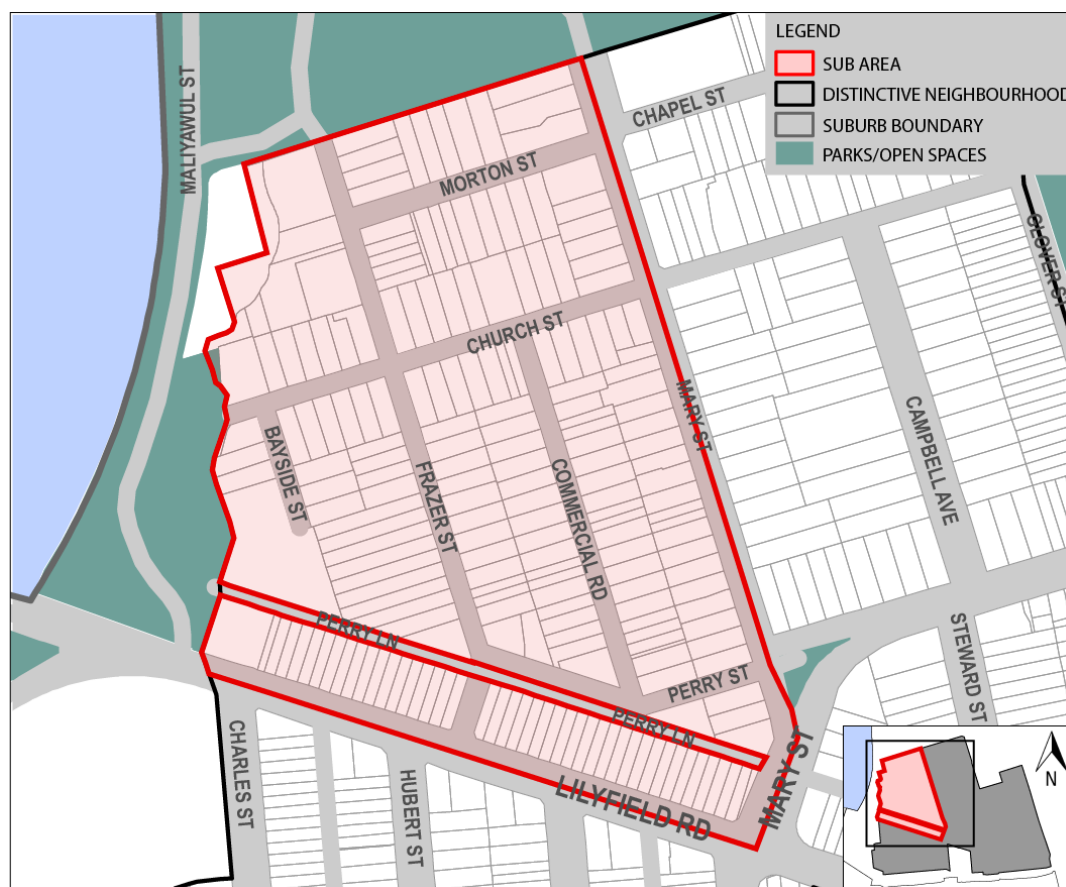 LEGEND
SUB AREA
DISTINCTIVE NEIGHBOURHOOD
SUBURB BOUNDARY
PARKS/OPEN SPACES
MALIYAWUL ST
CHAPEL ST
MORTON ST
GLOVER ST
CHURCH ST
MARY ST
CAMPBELL AVE
BAYSIDE ST
FRAZER ST
COMMERCIAL RD
PERRY LN
STEWARD ST
PERRY ST
PERRY LN
MARY ST
CHARLES ST
HUBERT ST
LILYFIELD RD
N